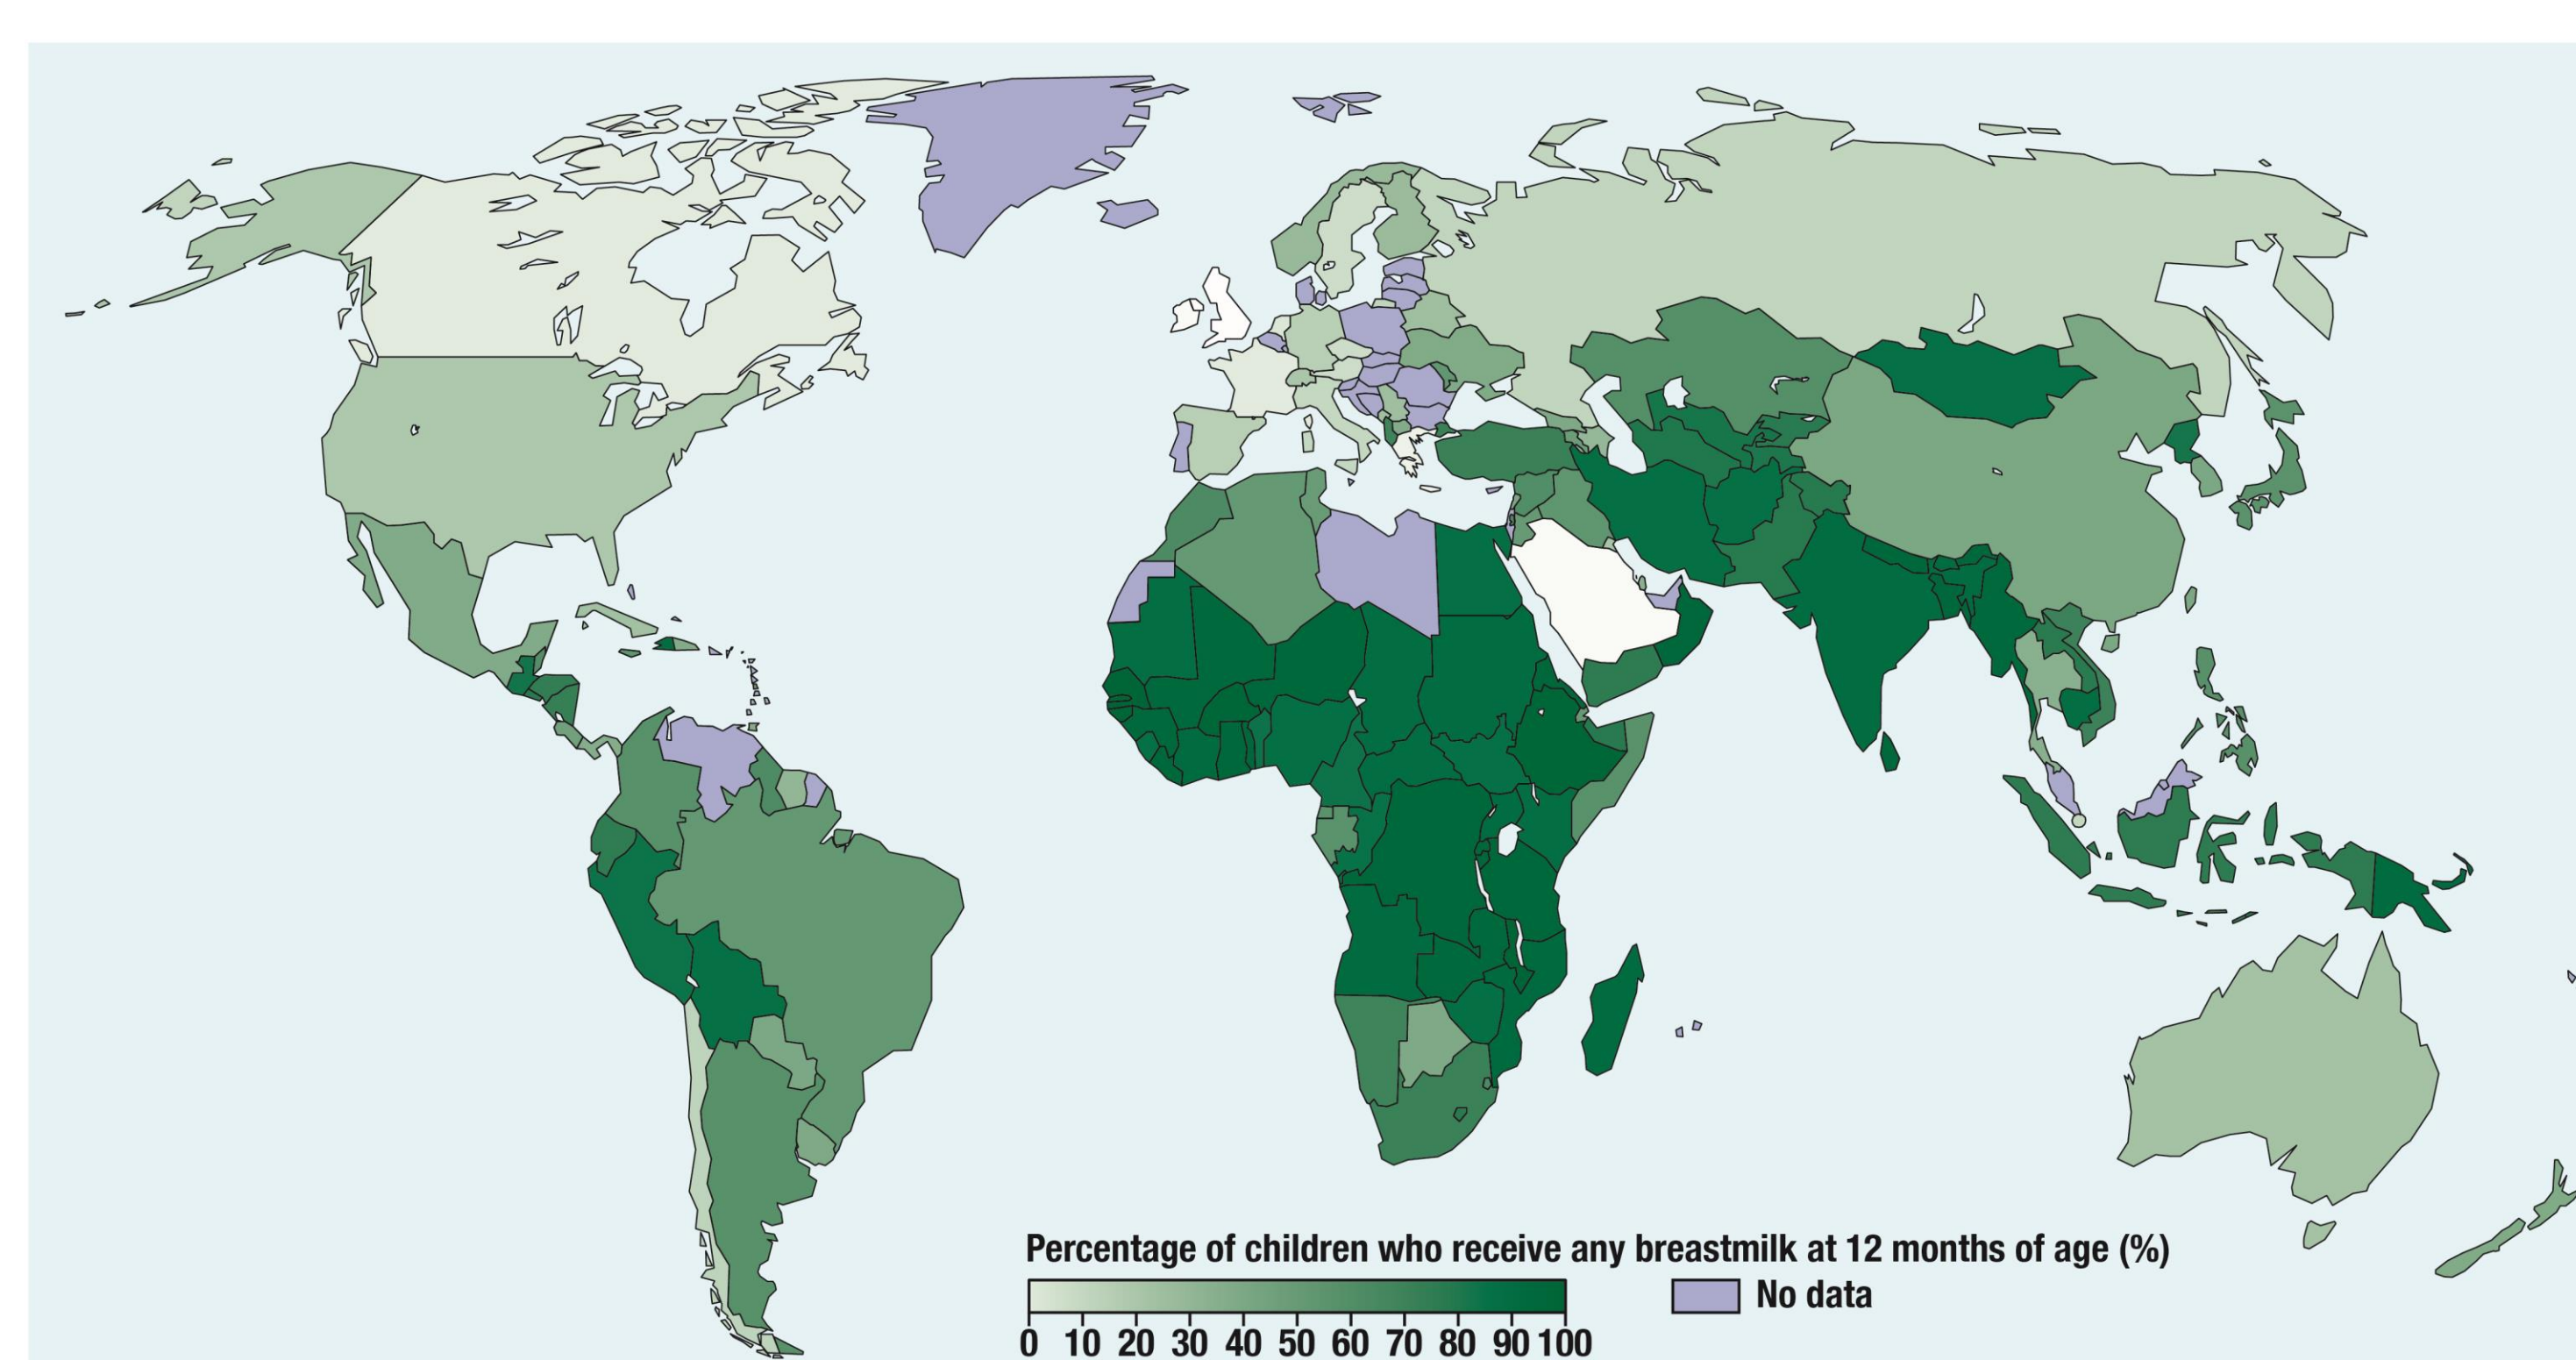 Percentage of children who receive any breastmilk at 12 months of age (%)
No data
0 10 20 30 40 50 60 70 80 90 100